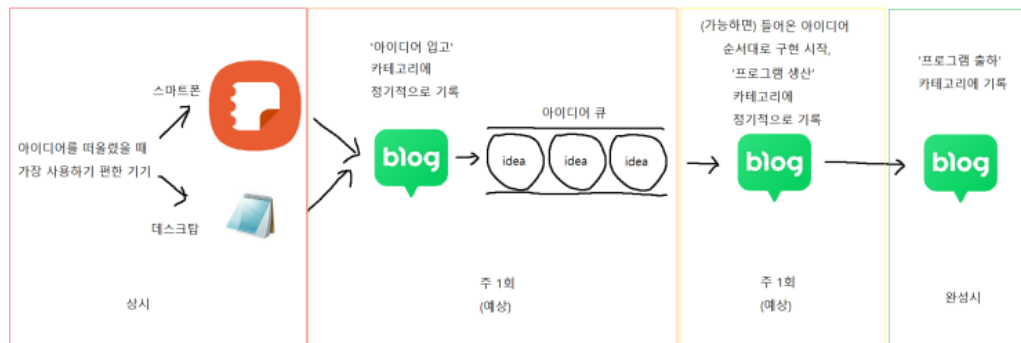 스마트폰
아이디어를 떠올렸을 때
가장 사용하기 편한 기기
데스크탑
상시
'아이디어 입고'
카테고리에
정기적으로 기록
blog
아이디어 큐
idea
idea
idea
주 1회
(예상)
(가능하면) 들어온 아이디어
순서대로 구현 시작,
'프로그램 생산'
카테고리에
정기적으로 기록
blog
주 1회
(예상)
'프로그램 출하'
카테고리에 기록
blog
완성시